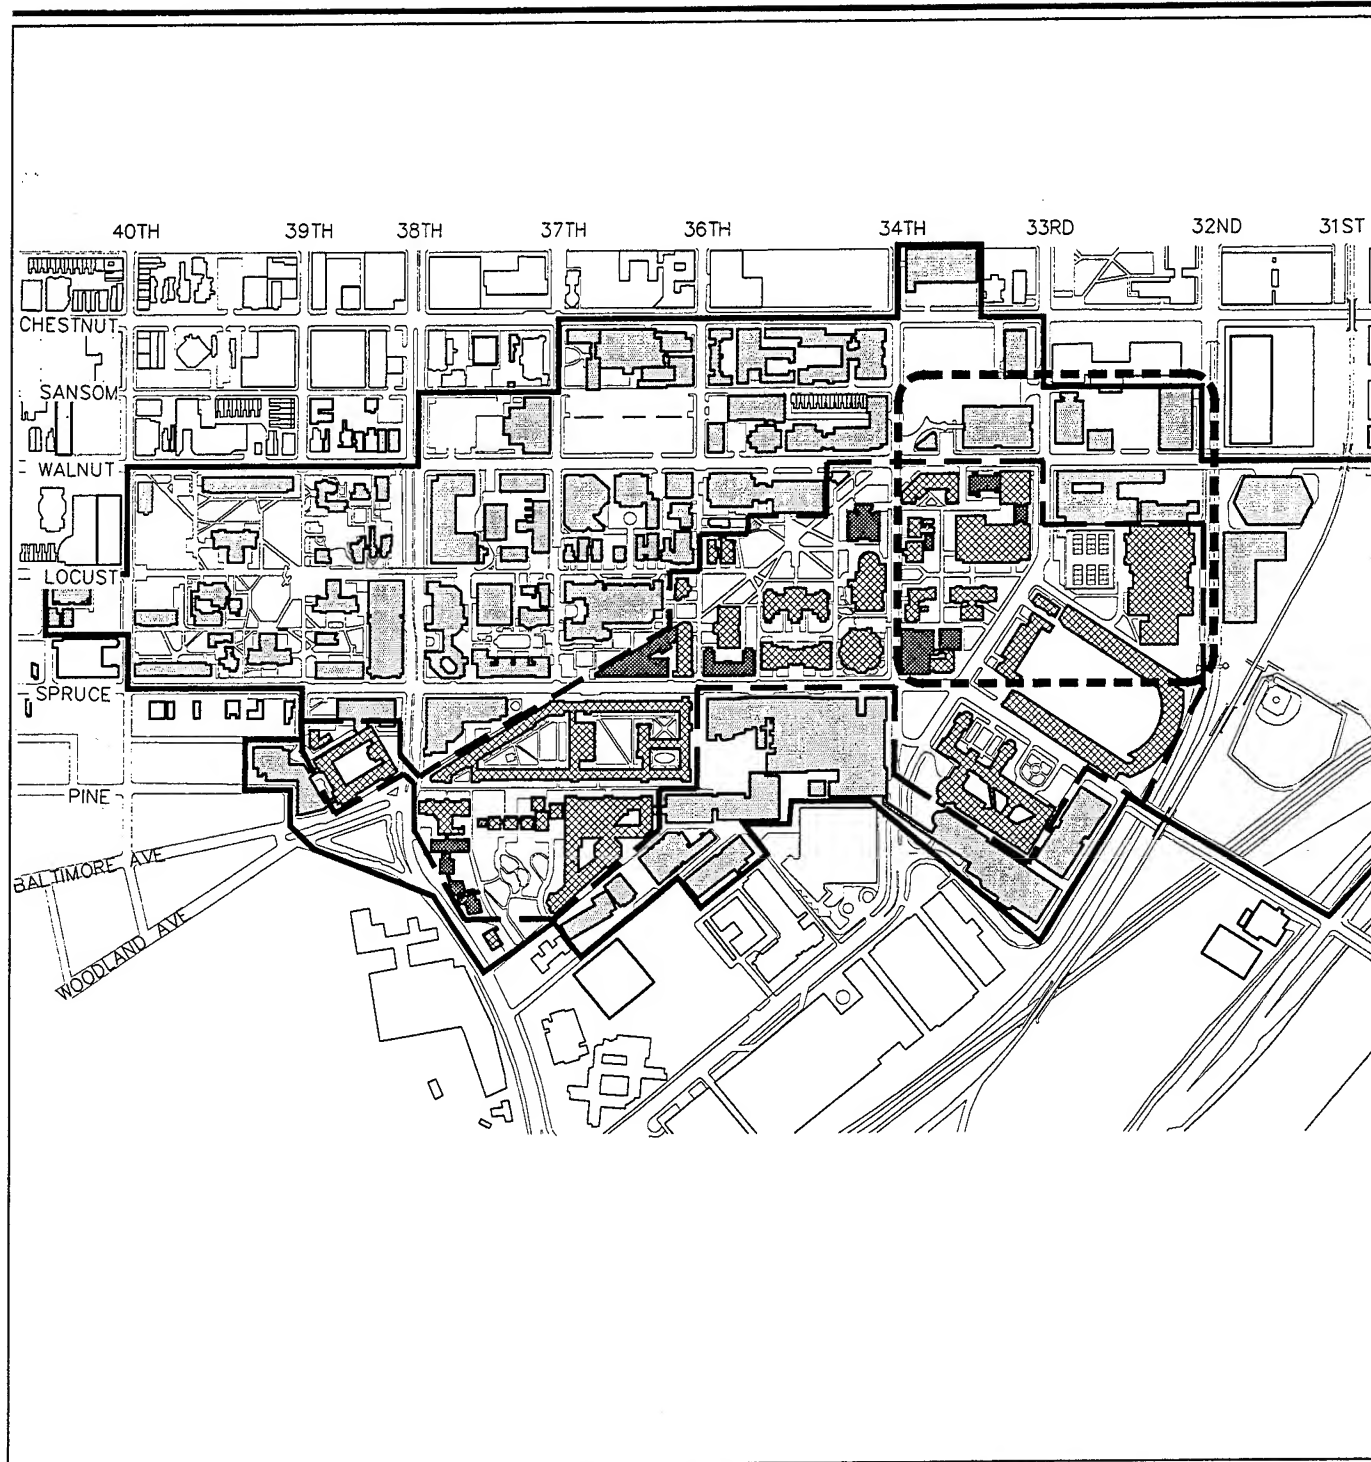 40TH 39TH 38TH 37TH 36TH 34TH 33RD 32ND 31ST
CHESTNUT
SANSOM
WALNUT
LOCUST
SPRUCE
PINE
BALTIMORE AVE
WOODLAND AVE